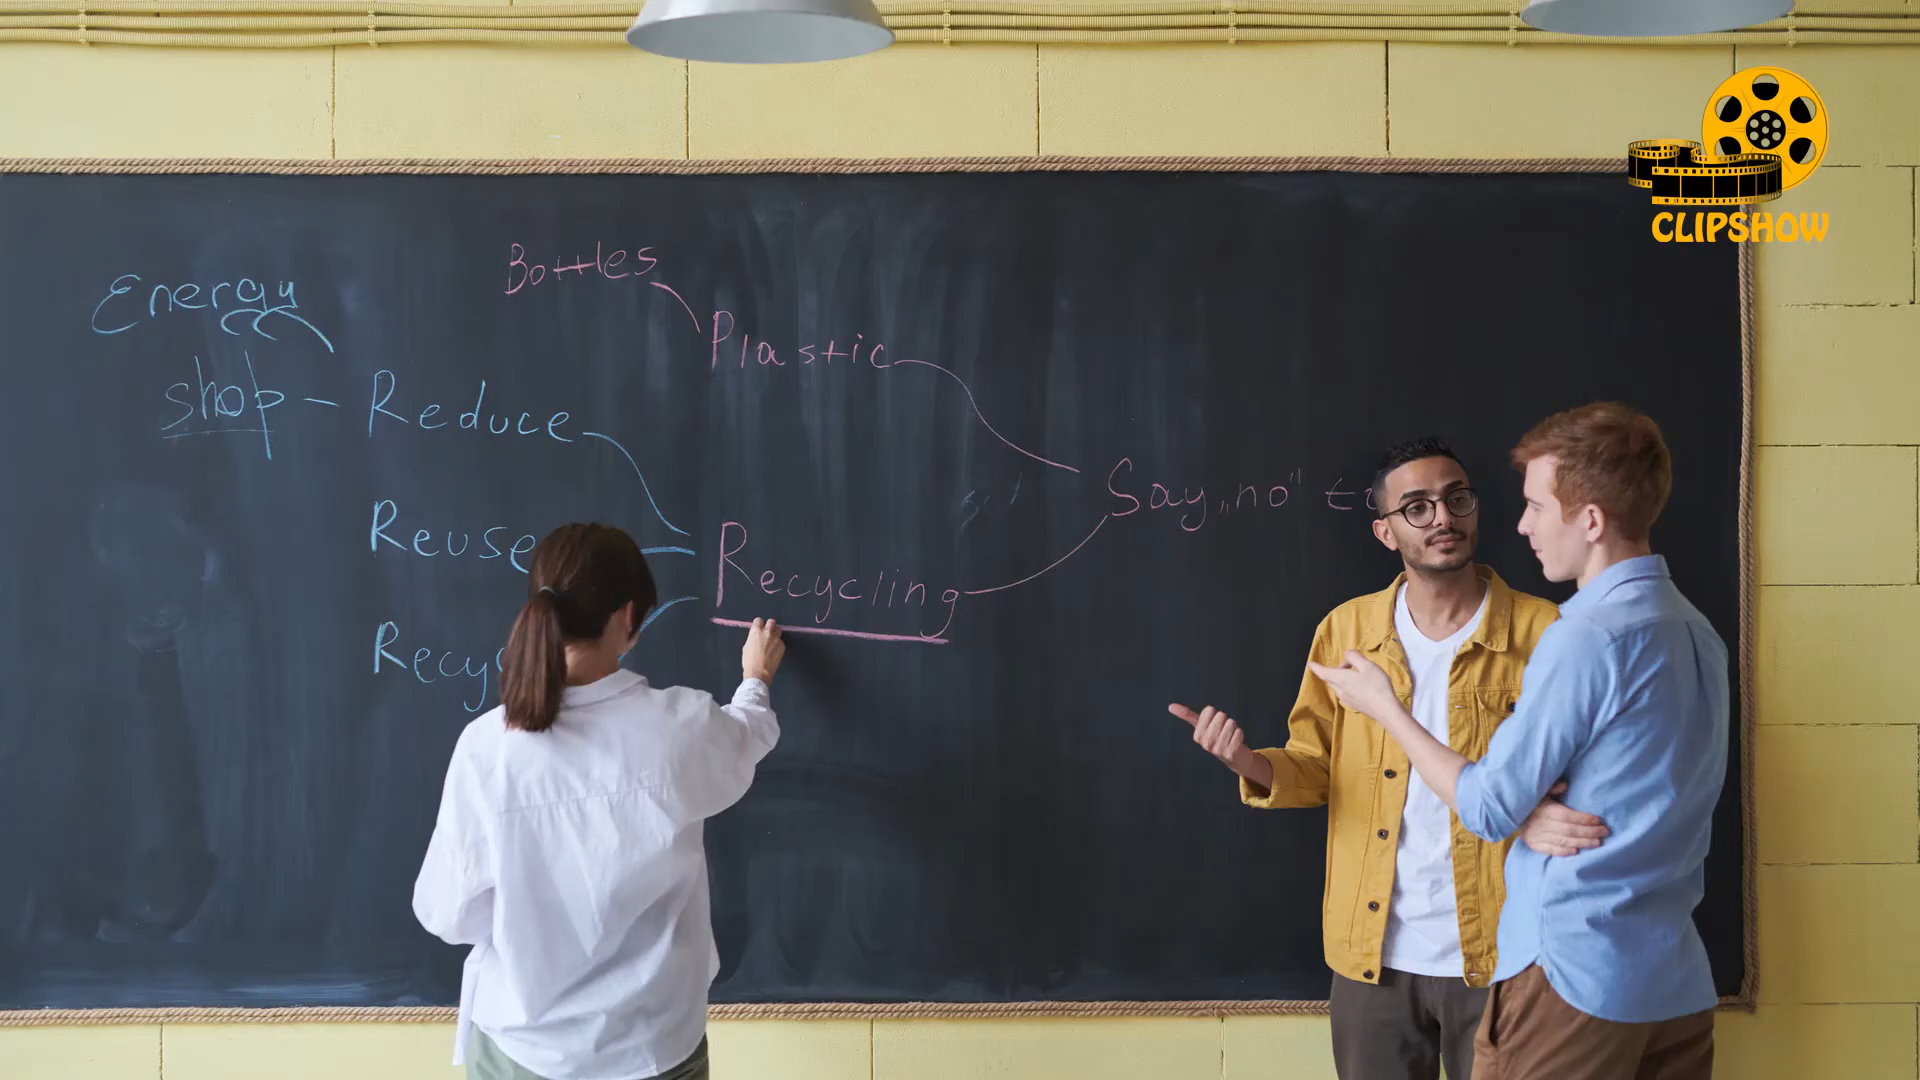 CLIPSHOW
Bottles
Energy
Plastic
shop - Reduce
Say „no"
Reuse
Recycling